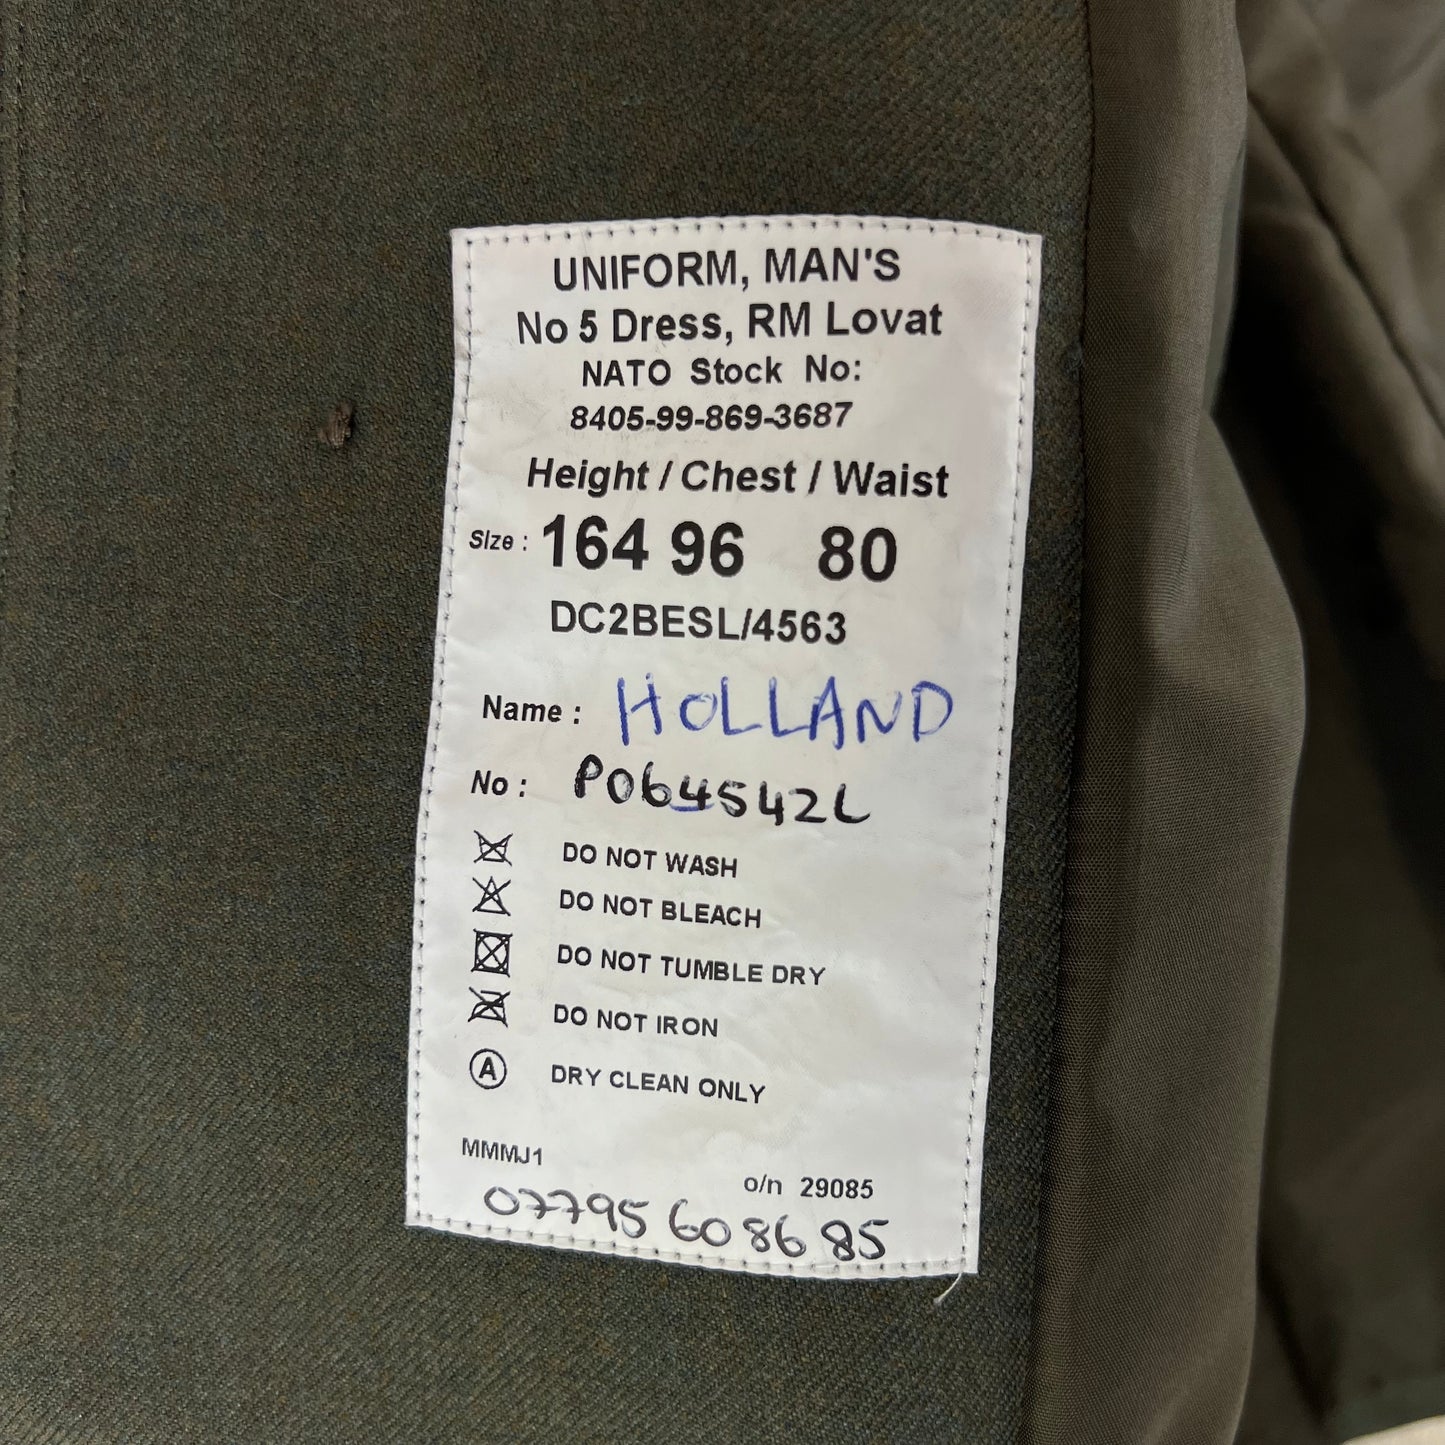 UNIFORM, MAN'S
No 5 Dress, RM Lovat
NATO Stock No:
8405-99-869-3687
Height / Chest / Waist
Size : 164 96 80
DC2BESL/4563
Name : HOLLAND
No : P064542L
DO NOT WASH
DO NOT BLEACH
DO NOT TUMBLE DRY
DO NOT IRON
A DRY CLEAN ONLY
MMMJ1
o/n 29085
07795 608685